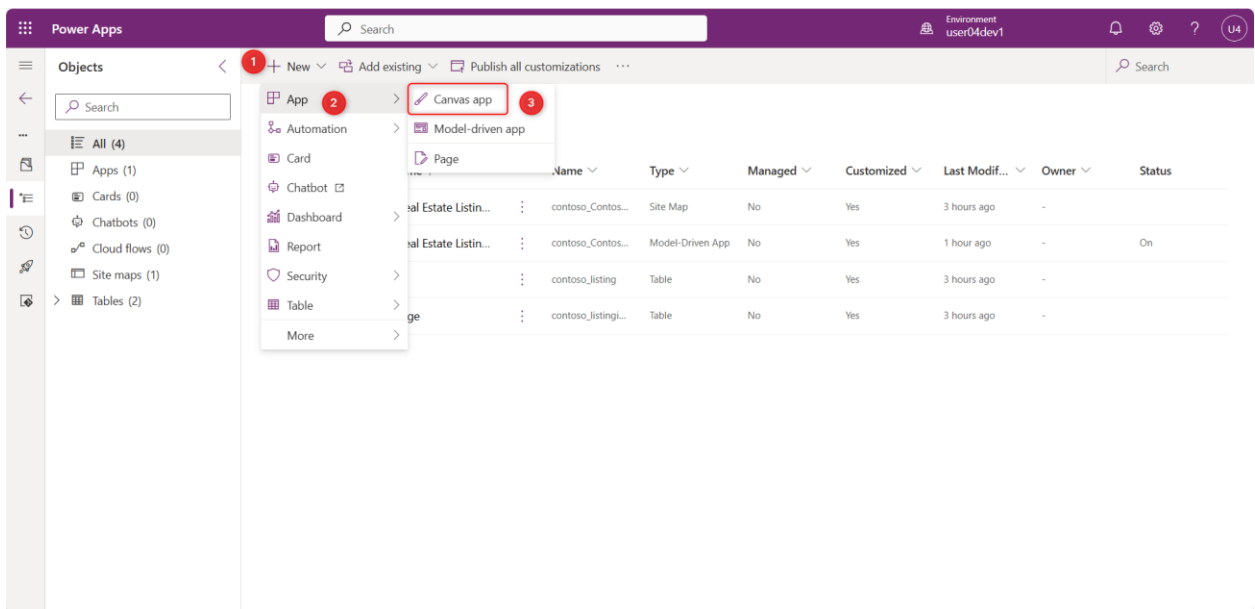 Power Apps
Search
Environment
user04dev1
?
U4
Objects
1
New
Add existing
Publish all customizations
...
Search
Search
All (4)
Apps (1)
Cards (0)
Chatbots (0)
Cloud flows (0)
Site maps (1)
Tables (2)
App 2
Automation
Card
Chatbot
Dashboard
Report
Security
Table
More
Canvas app 3
Model-driven app
Page
Name Type Managed Customized Last Modif... Owner Status
eal Estate Listin... contoso_Contos... Site Map No Yes 3 hours ago -
eal Estate Listin... contoso_Contos... Model-Driven App No Yes 1 hour ago - On
contoso_listing Table No Yes 3 hours ago -
ge contoso_listingi... Table No Yes 3 hours ago -